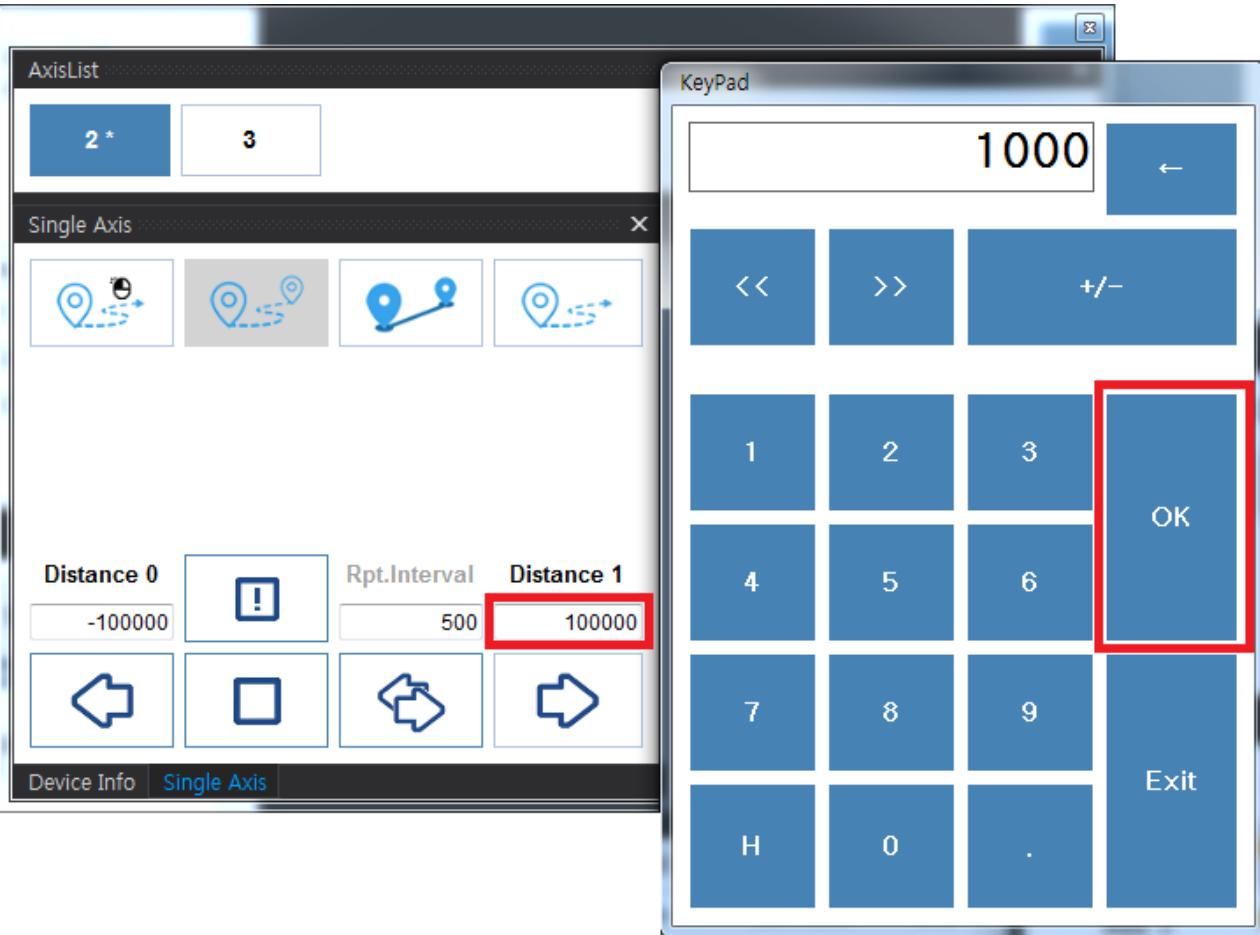 AxisList
2 *
3
Single Axis
Distance 0
Rpt.Interval
Distance 1
-100000
500
100000
Device Info
Single Axis
KeyPad
1000
←
<<
>>
+/-
1
2
3
OK
4
5
6
7
8
9
Exit
H
0
.